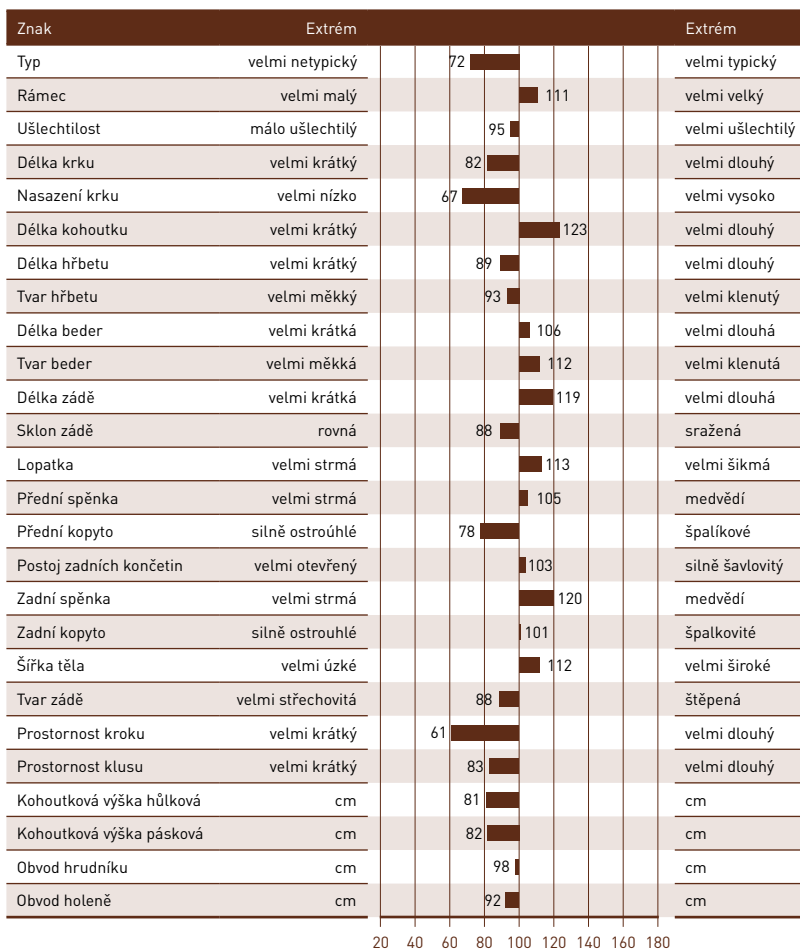 Znak Extrém Extrém
Typ velmi netypický 72 velmi typický
Rámec velmi malý 111 velmi velký
Ušlechtilost málo ušlechtilý 95 velmi ušlechtilý
Délka krku velmi krátký 82 velmi dlouhý
Nasazení krku velmi nízko 67 velmi vysoko
Délka kohoutku velmi krátký 123 velmi dlouhý
Délka hřbetu velmi krátký 89 velmi dlouhý
Tvar hřbetu velmi měkký 93 velmi klenutý
Délka beder velmi krátká 106 velmi dlouhá
Tvar beder velmi měkká 112 velmi klenutá
Délka zádě velmi krátká 119 velmi dlouhá
Sklon zádě rovná 88 sražená
Lopatka velmi strmá 113 velmi šikmá
Přední spěnka velmi strmá 105 medvědí
Přední kopyto silně ostroúhlé 78 špalíkové
Postoj zadních končetin velmi otevřený 103 silně šavlovitý
Zadní spěnka velmi strmá 120 medvědí
Zadní kopyto silně ostrouhlé 101 špalkovité
Šířka těla velmi úzké 112 velmi široké
Tvar zádě velmi střechovitá 88 štěpená
Prostornost kroku velmi krátký 61 velmi dlouhý
Prostornost klusu velmi krátký 83 velmi dlouhý
Kohoutková výška hůlková cm 81 cm
Kohoutková výška pásková cm 82 cm
Obvod hrudníku cm 98 cm
Obvod holeně cm 92 cm
20 40 60 80 100 120 140 160 180